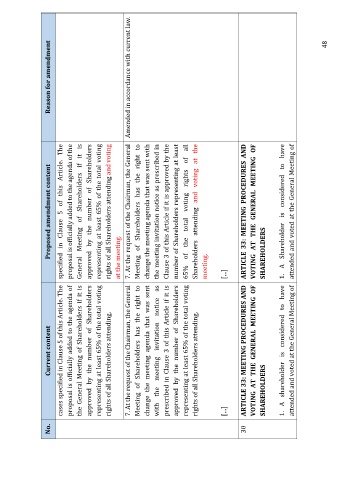 No.
Current content
Proposed amendment content
Reason for amendment
cases specified in Clause 5 of this Article. The
proposal is officially added to the agenda of
the General Meeting of Shareholders if it is
approved by the number of Shareholders
representing at least 65% of the total voting
rights of all Shareholders attending.
specified in Clause 5 of this Article. The
proposal is officially added to the agenda of the
General Meeting of Shareholders if it is
approved by the number of Shareholders
representing at least 65% of the total voting
rights of all Shareholders attending and voting
at the meeting.
7. At the request of the Chairman, the General
Meeting of Shareholders has the right to
change the meeting agenda that was sent
with the meeting invitation notice as
prescribed in Clause 3 of this Article if it is
approved by the number of Shareholders
representing at least 65% of the total voting
rights of all Shareholders attending.
7. At the request of the Chairman, the General
Meeting of Shareholders has the right to
change the meeting agenda that was sent with
the meeting invitation notice as prescribed in
Clause 3 of this Article if it is approved by the
number of Shareholders representing at least
65% of the total voting rights of all
Shareholders attending and voting at the
meeting.
Amended in accordance with current law.
[...]
[...]
30
ARTICLE 33: MEETING PROCEDURES AND
VOTING AT THE GENERAL MEETING OF
SHAREHOLDERS
1. A shareholder is considered to have
attended and voted at the General Meeting of
ARTICLE 33: MEETING PROCEDURES AND
VOTING AT THE GENERAL MEETING OF
SHAREHOLDERS
1. A Shareholder is considered to have
attended and voted at the General Meeting of
48